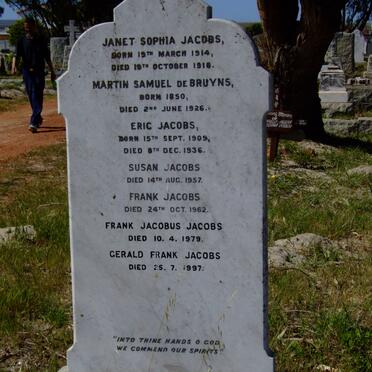 JANET SOPHIA JACOBS,
BORN 19TH MARCH 1914,
DIED 19TH OCTOBER 1918.
MARTIN SAMUEL DE BRUYNS,
BORN 1850,
DIED 2ND JUNE 1926.
ERIC JACOBS,
BORN 15TH SEPT. 1909,
DIED 8TH DEC. 1936.
SUSAN JACOBS
DIED 14TH AUG. 1957.
FRANK JACOBS
DIED 24TH OCT. 1962.
FRANK JACOBUS JACOBS
DIED 10. 4. 1979.
GERALD FRANK JACOBS
DIED 25. 7. 1997.
"INTO THINE HANDS O GOD
WE COMMEND OUR SPIRITS"